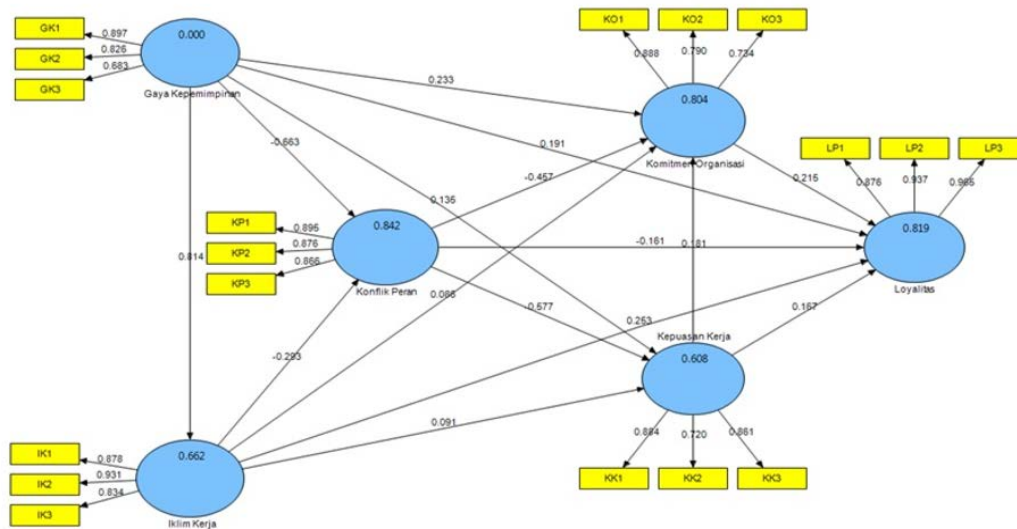 GK1
0.897
GK2
0.826
GK3
0.683
0.000
Gaya Kepemimpinan
KO1
KO2
KO3
0.888
0.790
0.734
0.804
Komitmen Organisasi
0.233
0.191
-0.663
0.135
-0.457
LP1
LP2
LP3
0.876
0.937
0.965
0.215
0.819
Loyalitas
KP1
0.895
KP2
0.876
KP3
0.866
0.842
Konflik Peran
0.814
-0.161
0.181
0.066
-0.577
0.253
0.167
-0.293
Kepuasan Kerja
0.608
0.091
0.884
0.720
0.861
KK1
KK2
KK3
IK1
0.878
IK2
0.931
IK3
0.834
0.662
Iklim Kerja